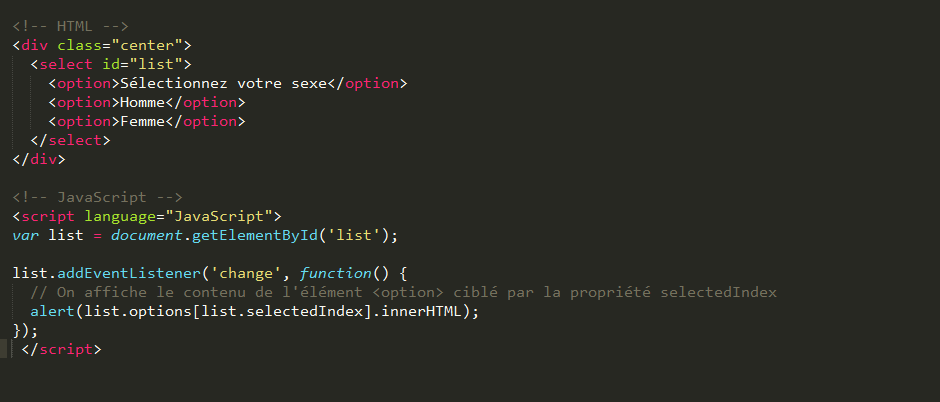 <!-- HTML -->
<div class="center">
<select id="list">
<option>Sélectionnez votre sexe</option>
<option>Homme</option>
<option>Femme</option>
</select>
</div>
<!-- JavaScript -->
<script language="JavaScript">
var list = document.getElementById('list');
list.addEventListener('change', function() {
// On affiche le contenu de l'élément <option> ciblé par la propriété selectedIndex
alert(list.options[list.selectedIndex].innerHTML);
});
</script>